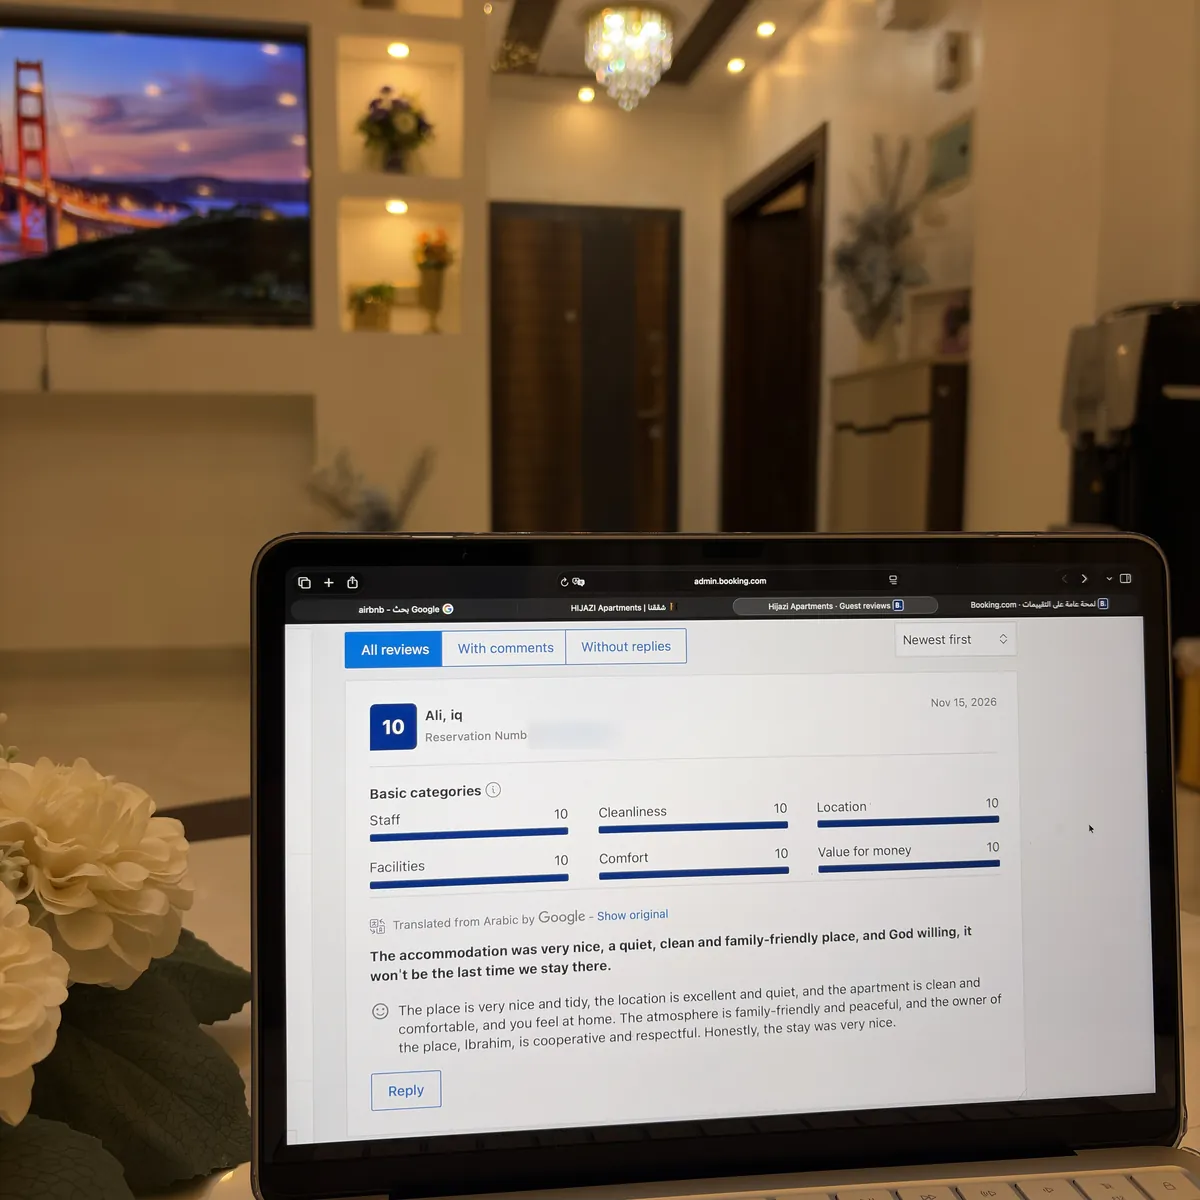 admin.booking.com
airbnb - بحث Google
HIJAZI Apartments | شققنا
Hijazi Apartments - Guest reviews B.
Booking.com - لمحة عامة على التقييمات B.
All reviews
With comments
Without replies
Newest first
10
Ali, iq
Nov 15, 2026
Reservation Numb
Basic categories
Staff 10
Cleanliness 10
Location 10
Facilities 10
Comfort 10
Value for money 10
Translated from Arabic by Google - Show original
The accommodation was very nice, a quiet, clean and family-friendly place, and God willing, it
won't be the last time we stay there.
The place is very nice and tidy, the location is excellent and quiet, and the apartment is clean and
comfortable, and you feel at home. The atmosphere is family-friendly and peaceful, and the owner of
the place, Ibrahim, is cooperative and respectful. Honestly, the stay was very nice.
Reply